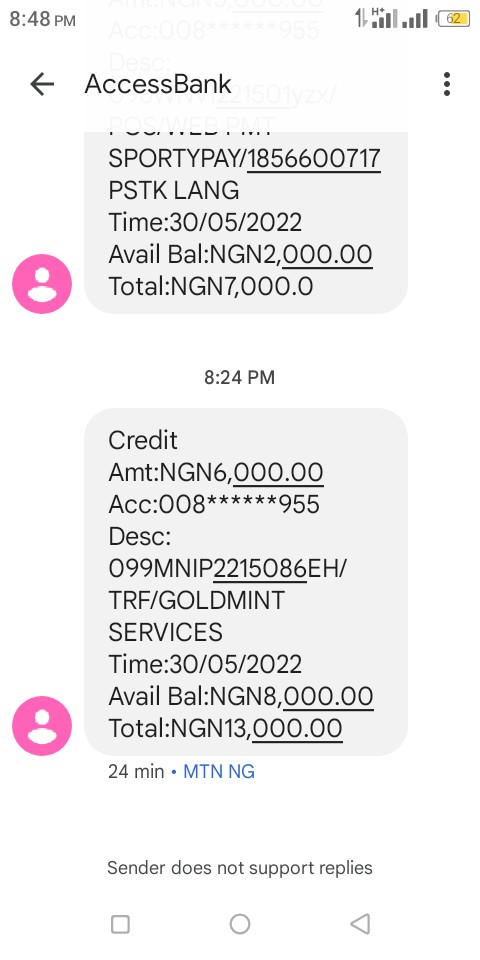 8:48 PM
H+
62
Amt:NGN5,000.00
AccessBank
Acc:008******955
Desc:
POS/WEB PMT
SPORTYPAY/1856600717
PSTK LANG
Time:30/05/2022
Avail Bal:NGN2,000.00
Total:NGN7,000.0
8:24 PM
Credit
Amt:NGN6,000.00
Acc:008******955
Desc:
099MNIP2215086EH/
TRF/GOLDMINT
SERVICES
Time:30/05/2022
Avail Bal:NGN8,000.00
Total:NGN13,000.00
24 min • MTN NG
Sender does not support replies